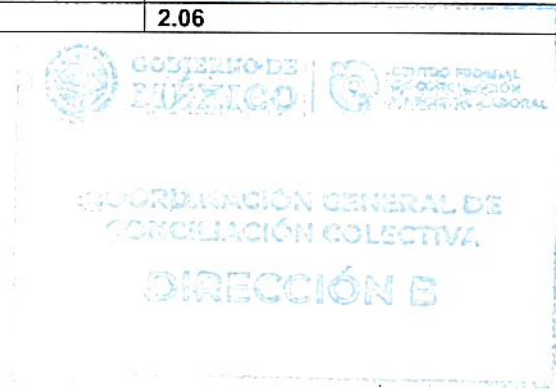 2.06
GOBIERNO DE
MÉXICO
CENTRO FEDERAL
DE CONCILIACIÓN
Y REGISTRO LABORAL
COORDINACIÓN GENERAL DE
CONCILIACIÓN COLECTIVA
DIRECCIÓN B